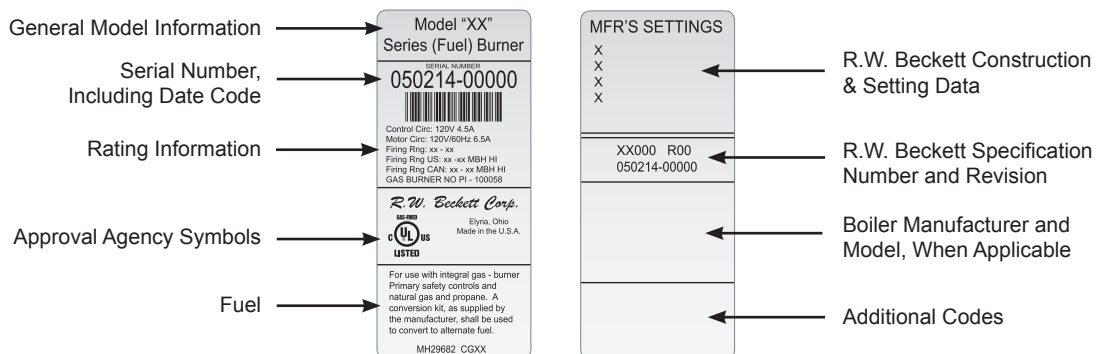 General Model Information
Serial Number,
Including Date Code
Rating Information
Approval Agency Symbols
Fuel
Model “XX”
Series (Fuel) Burner
SERIAL NUMBER
050214-00000
Control Circ: 120V 4.5A
Motor Circ: 120V/60Hz 6.5A
Firing Rng: xx - xx
Firing Rng US: xx -xx MBH HI
Firing Rng CAN: xx - xx MBH HI
GAS BURNER NO PI - 100058
R.W. Beckett Corp.
GAS-FIRED
C UL US
LISTED
Elyria, Ohio
Made in the U.S.A.
For use with integral gas - burner
Primary safety controls and
natural gas and propane. A
conversion kit, as supplied by
the manufacturer, shall be used
to convert to alternate fuel.
MH29682 CGXX
MFR'S SETTINGS
X
X
X
X
XX000 R00
050214-00000
R.W. Beckett Construction
& Setting Data
R.W. Beckett Specification
Number and Revision
Boiler Manufacturer and
Model, When Applicable
Additional Codes